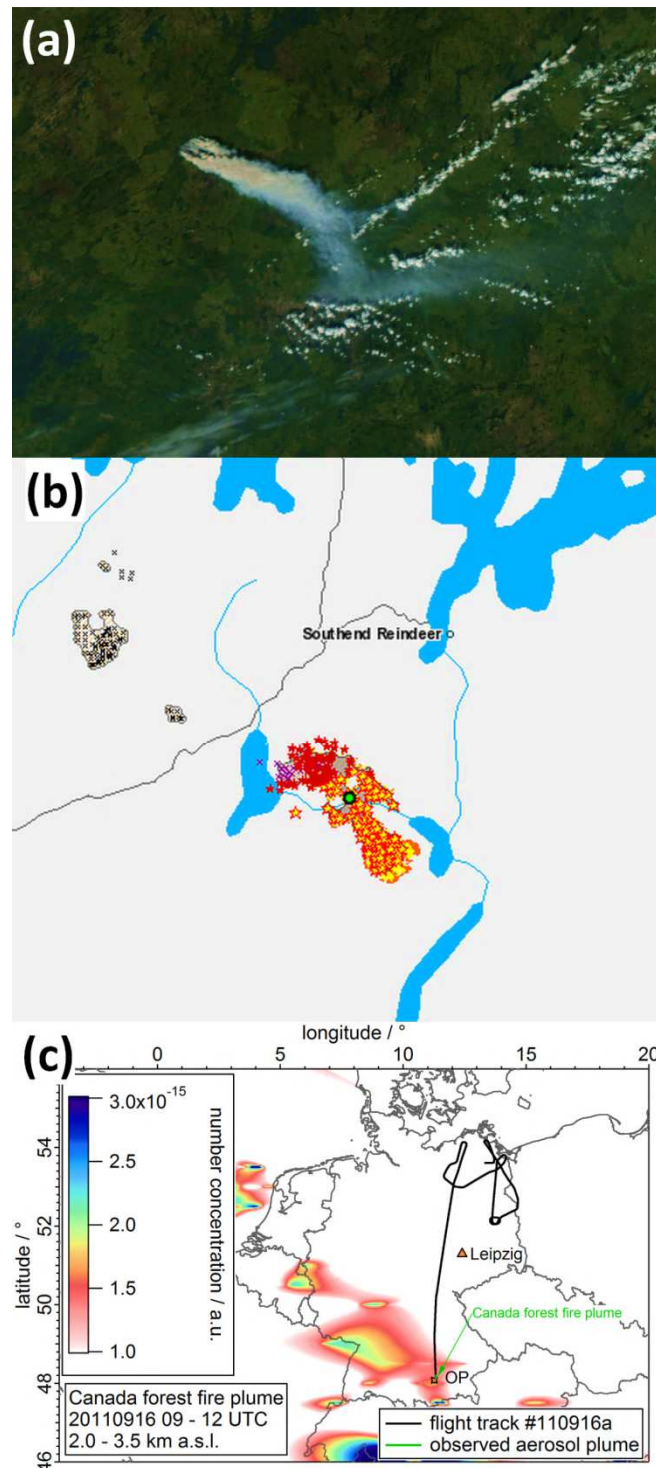 (a)
(b)
Southend Reindeer
(c)
longitude / °
0 5 10 15 20
3.0x10-15
2.5
2.0
1.5
1.0
number concentration / a.u.
latitude / °
54
52
50
48
46
Leipzig
Canada forest fire plume
OP
Canada forest fire plume
20110916 09 - 12 UTC
2.0 - 3.5 km a.s.l.
flight track #110916a
observed aerosol plume